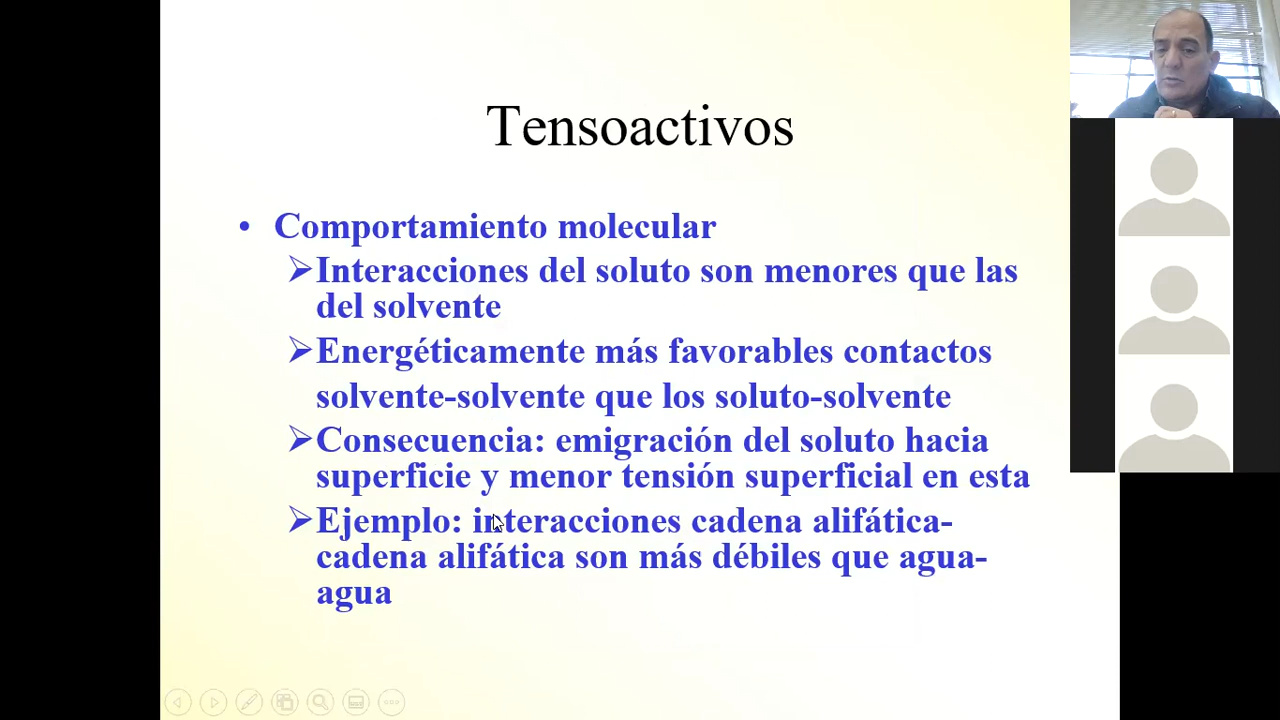 Tensoactivos
• Comportamiento molecular
➢Interacciones del soluto son menores que las
del solvente
➢Energéticamente más favorables contactos
solvente-solvente que los soluto-solvente
➢Consecuencia: emigración del soluto hacia
superficie y menor tensión superficial en esta
➢Ejemplo: interacciones cadena alifática-
cadena alifática son más débiles que agua-
agua